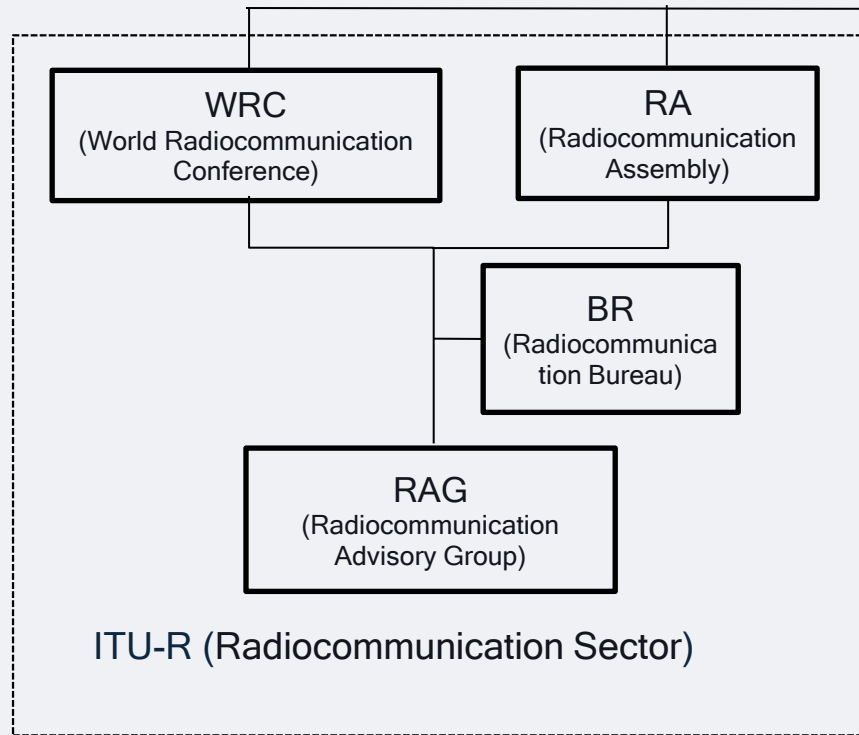 WRC
(World Radiocommunication
Conference)
RA
(Radiocommunication
Assembly)
BR
(Radiocommunica
tion Bureau)
RAG
(Radiocommunication
Advisory Group)
ITU-R (Radiocommunication Sector)